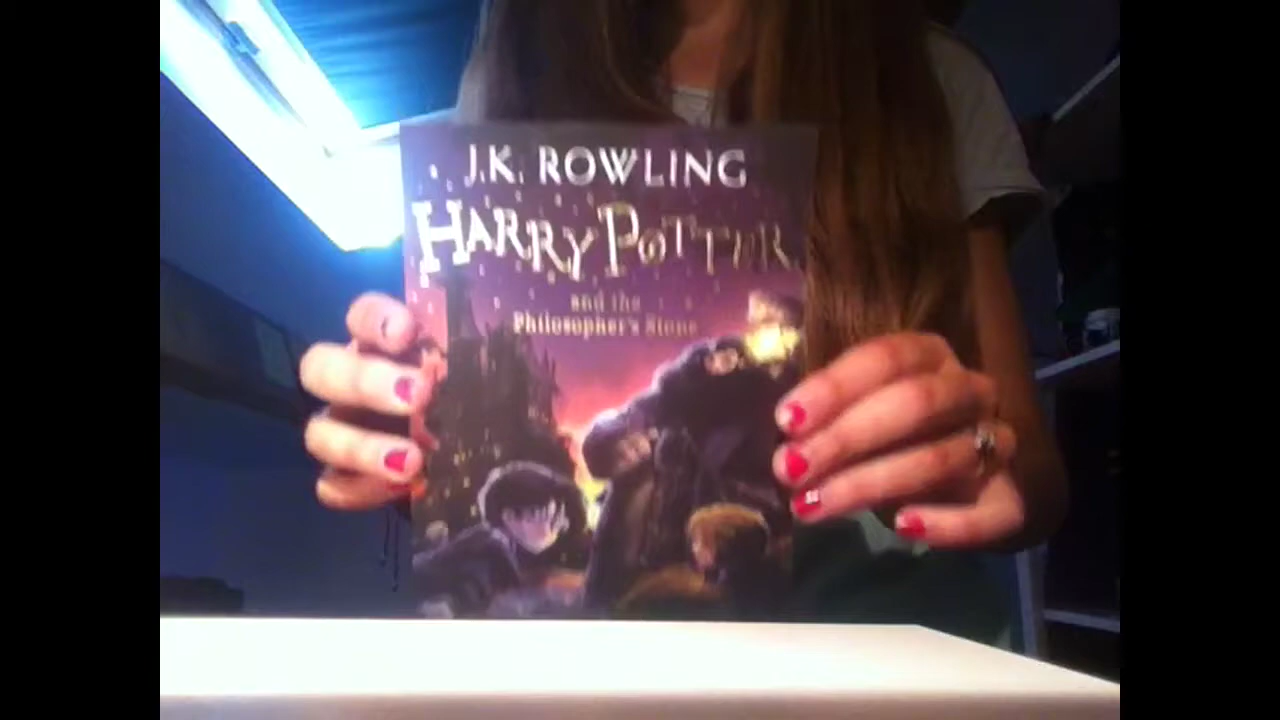 J.K. ROWLING
HARRY POTTER
and the
Philosopher's Stone